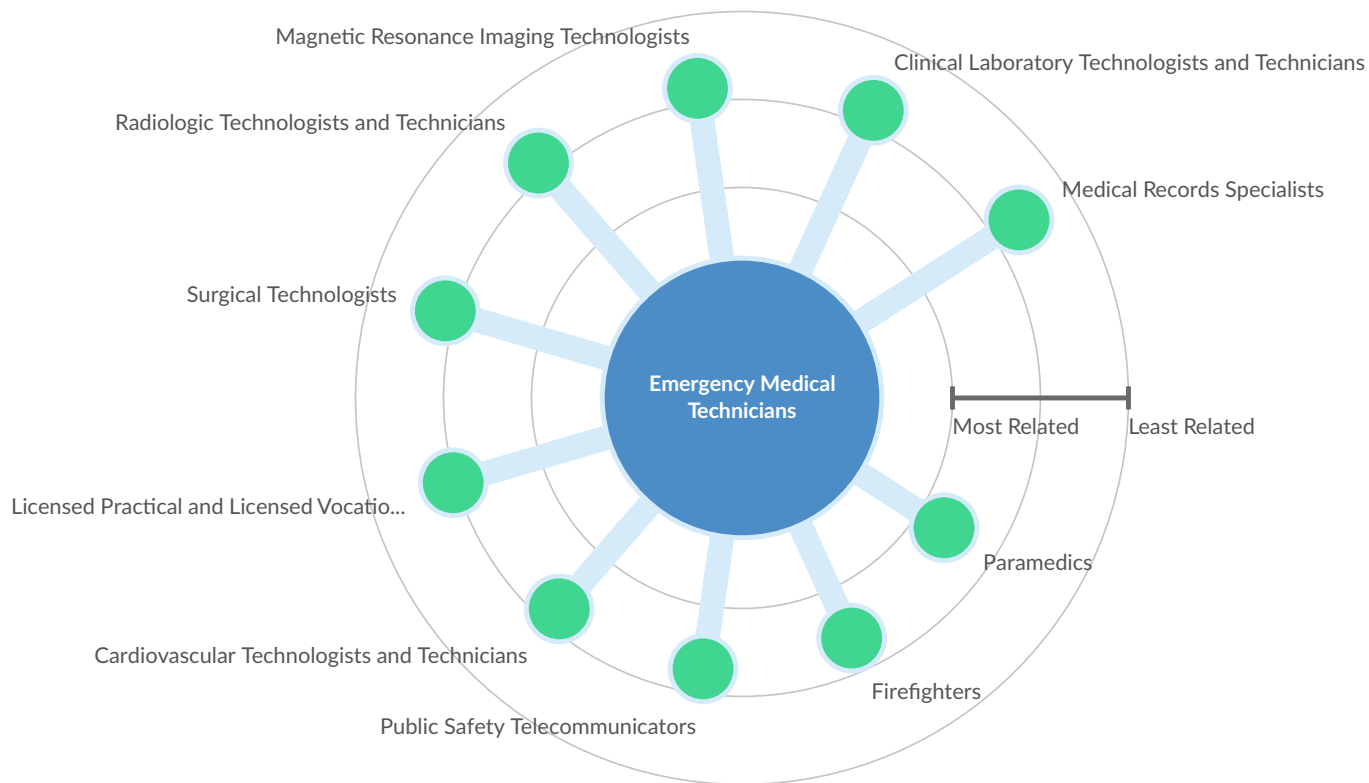 Magnetic Resonance Imaging Technologists
Clinical Laboratory Technologists and Technicians
Radiologic Technologists and Technicians
Medical Records Specialists
Surgical Technologists
Emergency Medical
Technicians
Most Related
Least Related
Licensed Practical and Licensed Vocatio...
Paramedics
Cardiovascular Technologists and Technicians
Firefighters
Public Safety Telecommunicators